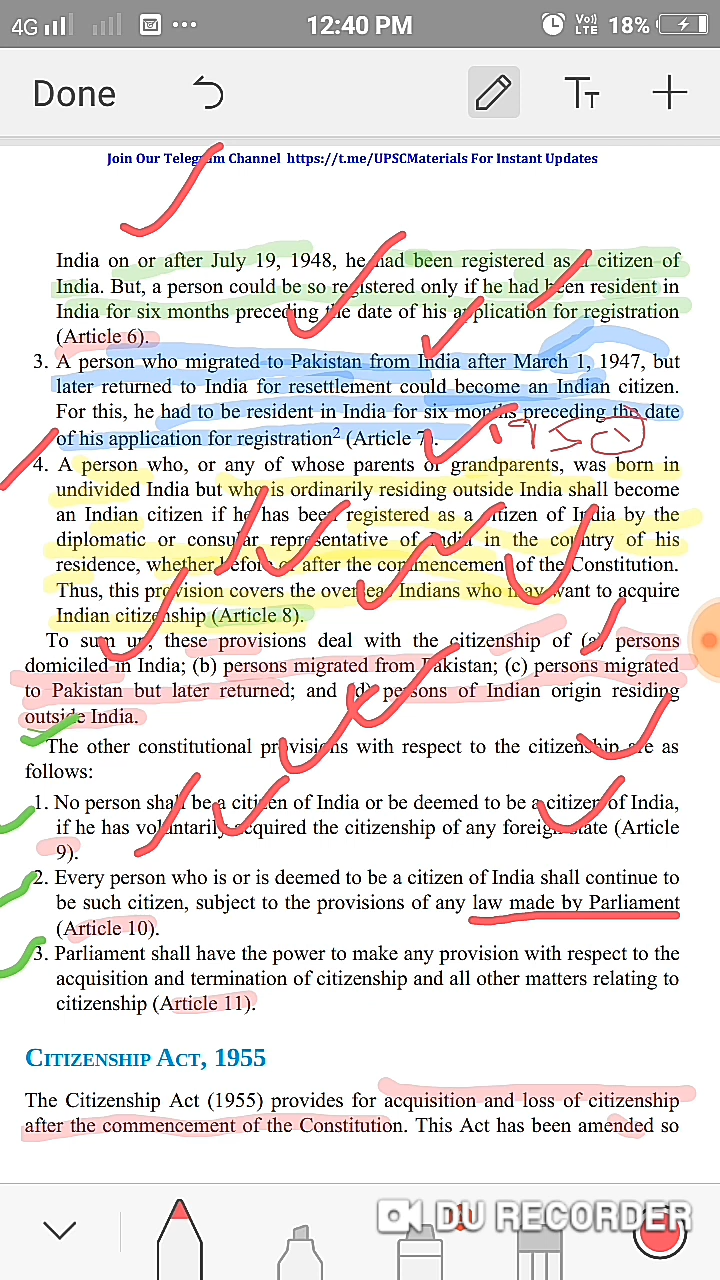 4G
12:40 PM
Vo))
LTE
18%
Done
TT
Join Our Telegram Channel https://t.me/UPSCMaterials For Instant Updates
India on or after July 19, 1948, he had been registered as a citizen of
India. But, a person could be so registered only if he had been resident in
India for six months preceding the date of his application for registration
(Article 6).
3. A person who migrated to Pakistan from India after March 1, 1947, but
later returned to India for resettlement could become an Indian citizen.
For this, he had to be resident in India for six months preceding the date
of his application for registration2 (Article 7).
4. A person who, or any of whose parents or grandparents, was born in
undivided India but who is ordinarily residing outside India shall become
an Indian citizen if he has been registered as a citizen of India by the
diplomatic or consular representative of India in the country of his
residence, whether before or after the commencement of the Constitution.
Thus, this provision covers the overseas Indians who may want to acquire
Indian citizenship (Article 8).
To sum up, these provisions deal with the citizenship of (a) persons
domiciled in India; (b) persons migrated from Pakistan; (c) persons migrated
to Pakistan but later returned; and (d) persons of Indian origin residing
outside India.
The other constitutional provisions with respect to the citizenship are as
follows:
1. No person shall be a citizen of India or be deemed to be a citizen of India,
if he has voluntarily acquired the citizenship of any foreign state (Article
9).
2. Every person who is or is deemed to be a citizen of India shall continue to
be such citizen, subject to the provisions of any law made by Parliament
(Article 10).
3. Parliament shall have the power to make any provision with respect to the
acquisition and termination of citizenship and all other matters relating to
citizenship (Article 11).
CITIZENSHIP ACT, 1955
The Citizenship Act (1955) provides for acquisition and loss of citizenship
after the commencement of the Constitution. This Act has been amended so
DU RECORDER